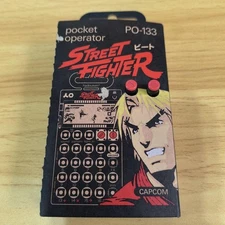 pocket
operator
PO-133
STREET
FIGHTER
ビート
CAPCOM